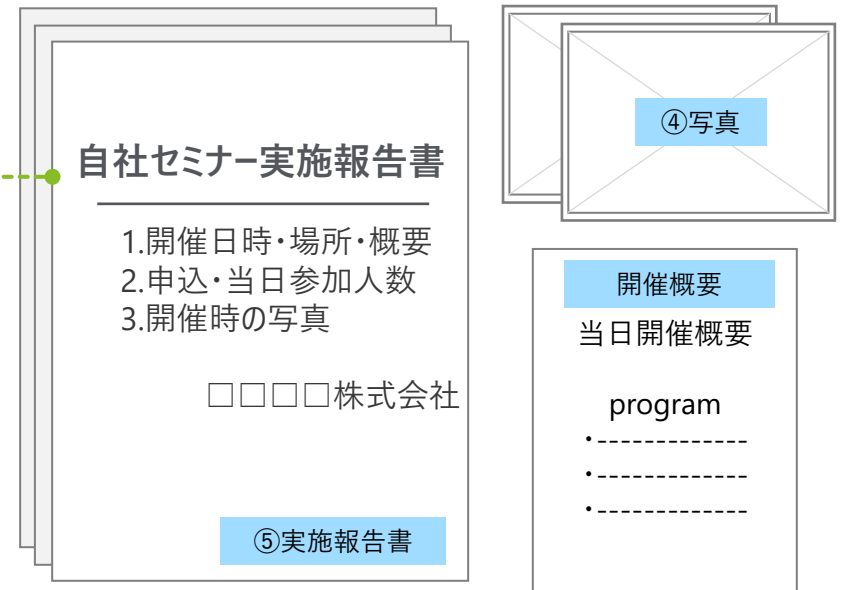 自社セミナー実施報告書
1.開催日時・場所・概要
2.申込・当日参加人数
3.開催時の写真
□□□□株式会社
⑤実施報告書
④写真
開催概要
当日開催概要
program
・-------------
・-------------
・-------------